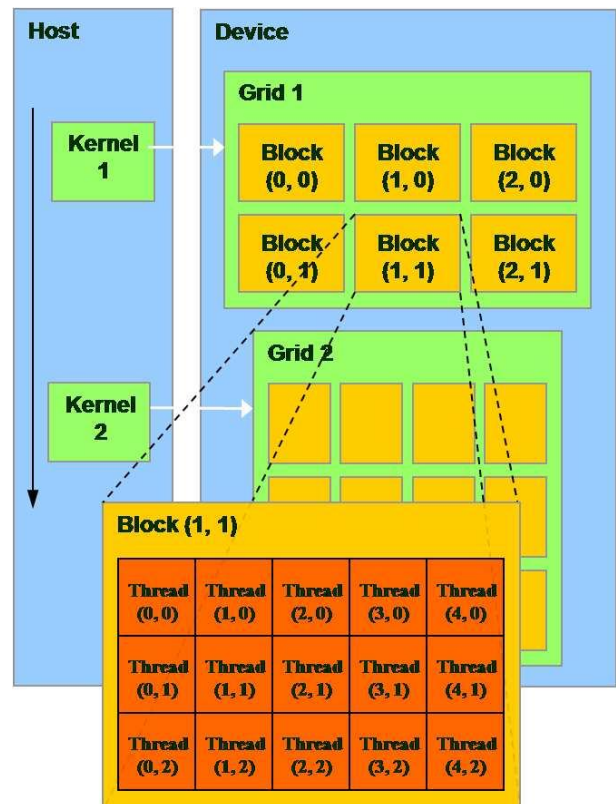 Host
Device
Grid 1
Kernel
1
Block
(0, 0)
Block
(1, 0)
Block
(2, 0)
Block
(0, 1)
Block
(1, 1)
Block
(2, 1)
Grid 2
Kernel
2
Block (1, 1)
Thread
(0, 0)
Thread
(1, 0)
Thread
(2, 0)
Thread
(3, 0)
Thread
(4, 0)
Thread
(0, 1)
Thread
(1, 1)
Thread
(2, 1)
Thread
(3, 1)
Thread
(4, 1)
Thread
(0, 2)
Thread
(1, 2)
Thread
(2, 2)
Thread
(3, 2)
Thread
(4, 2)